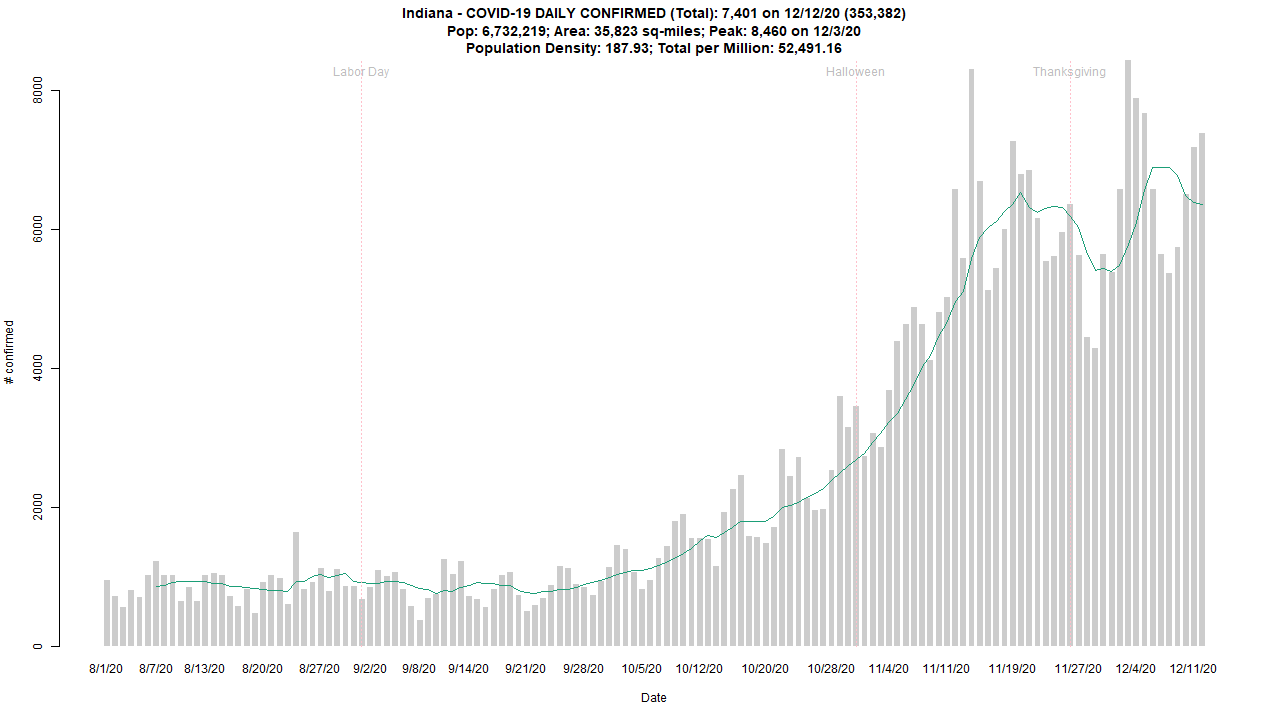 Indiana - COVID-19 DAILY CONFIRMED (Total): 7,401 on 12/12/20 (353,382)
Pop: 6,732,219; Area: 35,823 sq-miles; Peak: 8,460 on 12/3/20
Population Density: 187.93; Total per Million: 52,491.16
Labor Day
Halloween
Thanksgiving
8000
6000
4000
2000
0
# confirmed
8/1/20 8/7/20 8/13/20 8/20/20 8/27/20 9/2/20 9/8/20 9/14/20 9/21/20 9/28/20 10/5/20 10/12/20 10/20/20 10/28/20 11/4/20 11/11/20 11/19/20 11/27/20 12/4/20 12/11/20
Date